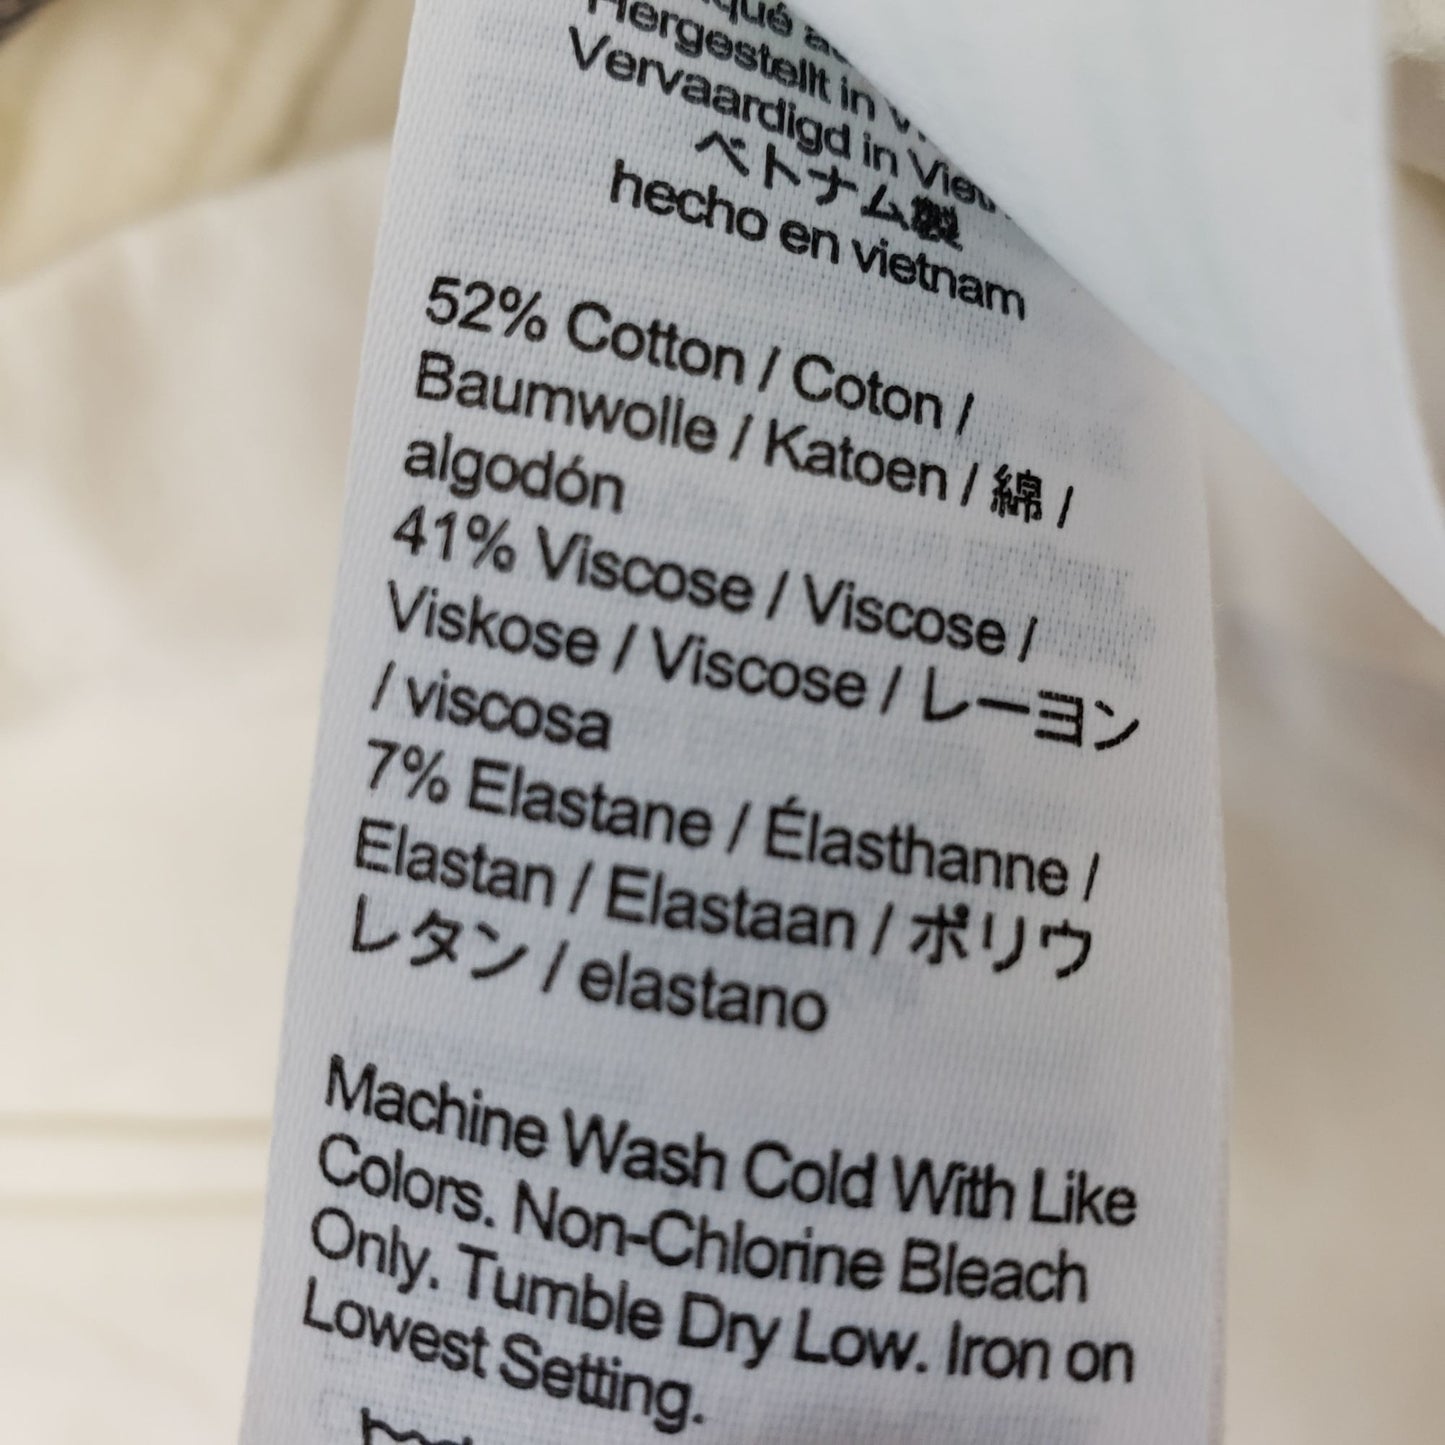 Hergestellt in
Vervaardigd in
ベトナム製
hecho en vietnam
52% Cotton / Coton /
Baumwolle / Katoen / 綿 /
algodón
41% Viscose / Viscose /
Viskose / Viscose / レーヨン
/ viscosa
7% Elastane / Élasthanne /
Elastan / Elastaan / ポリウ
レタン / elastano
Machine Wash Cold With Like
Colors. Non-Chlorine Bleach
Only. Tumble Dry Low. Iron on
Lowest Setting.